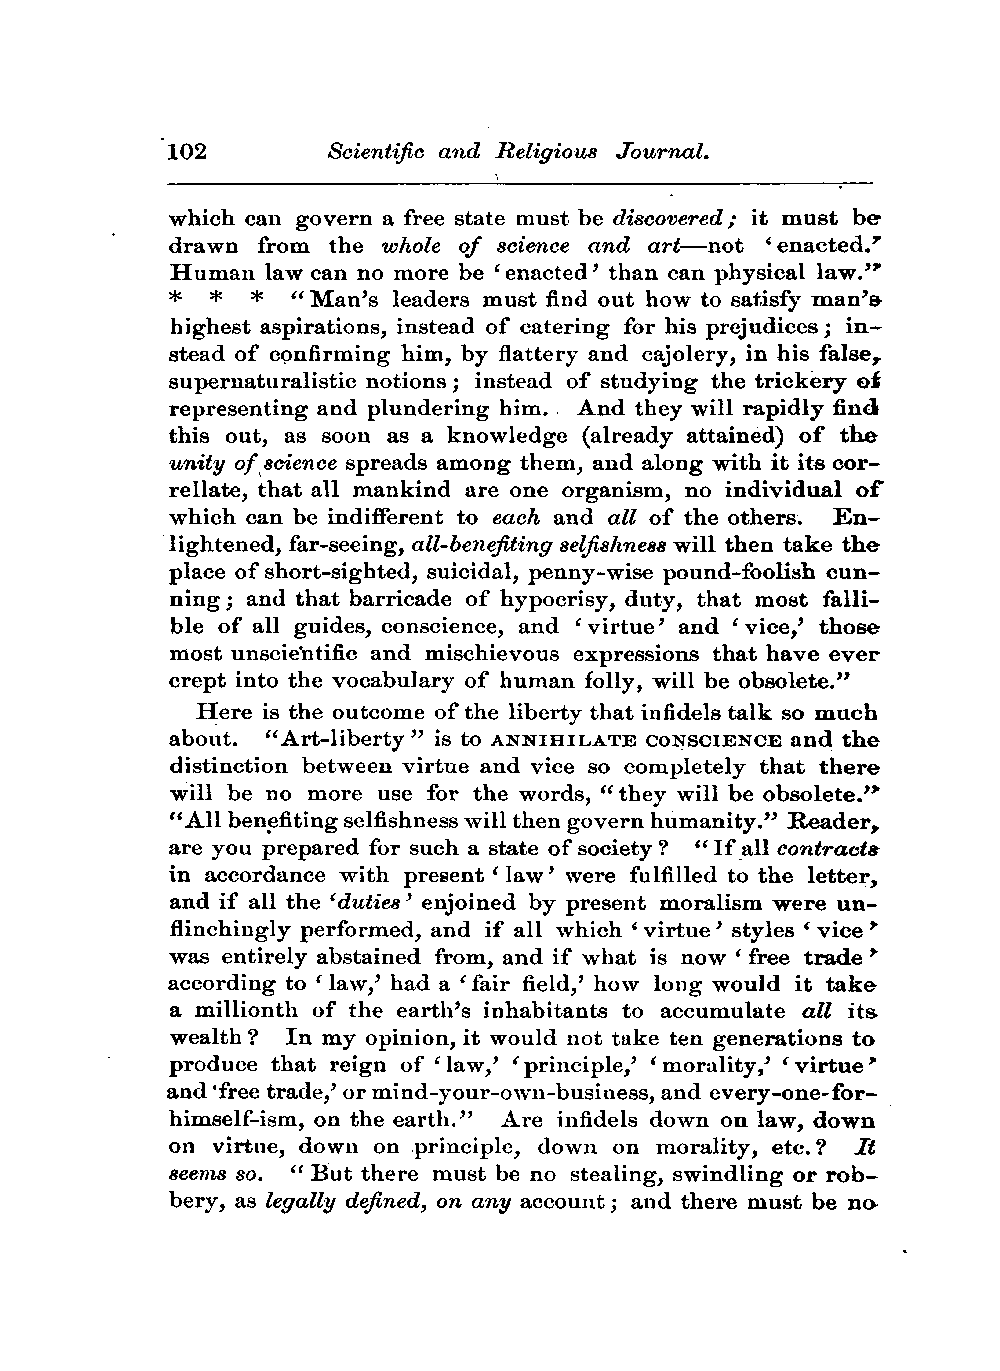 102 Scientific and Religious Journal.
which can govern a free state must be discovered; it must be
drawn from the whole of science and art—not ‘enacted.’
Human law can no more be ‘enacted’ than can physical law.”
* * * “Man’s leaders must find out how to satisfy man’s
highest aspirations, instead of catering for his prejudices; in-
stead of confirming him, by flattery and cajolery, in his false,
supernaturalistic notions; instead of studying the trickery of
representing and plundering him. And they will rapidly find
this out, as soon as a knowledge (already attained) of the
unity of science spreads among them, and along with it its cor-
rellate, that all mankind are one organism, no individual of
which can be indifferent to each and all of the others. En-
lightened, far-seeing, all-benefiting selfishness will then take the
place of short-sighted, suicidal, penny-wise pound-foolish cun-
ning; and that barricade of hypocrisy, duty, that most falli-
ble of all guides, conscience, and ‘virtue’ and ‘vice,’ those
most unscientific and mischievous expressions that have ever
crept into the vocabulary of human folly, will be obsolete.”
Here is the outcome of the liberty that infidels talk so much
about. “Art-liberty” is to ANNIHILATE CONSCIENCE and the
distinction between virtue and vice so completely that there
will be no more use for the words, “they will be obsolete.”
“All benefiting selfishness will then govern humanity.” Reader,
are you prepared for such a state of society? “If all contracts
in accordance with present ‘law’ were fulfilled to the letter,
and if all the ‘duties’ enjoined by present moralism were un-
flinchingly performed, and if all which ‘virtue’ styles ‘vice’
was entirely abstained from, and if what is now ‘free trade’
according to ‘law,’ had a ‘fair field,’ how long would it take
a millionth of the earth’s inhabitants to accumulate all its
wealth? In my opinion, it would not take ten generations to
produce that reign of ‘law,’ ‘principle,’ ‘morality,’ ‘virtue’
and ‘free trade,’ or mind-your-own-business, and every-one-for-
himself-ism, on the earth.” Are infidels down on law, down
on virtue, down on principle, down on morality, etc.? It
seems so. “But there must be no stealing, swindling or rob-
bery, as legally defined, on any account; and there must be no